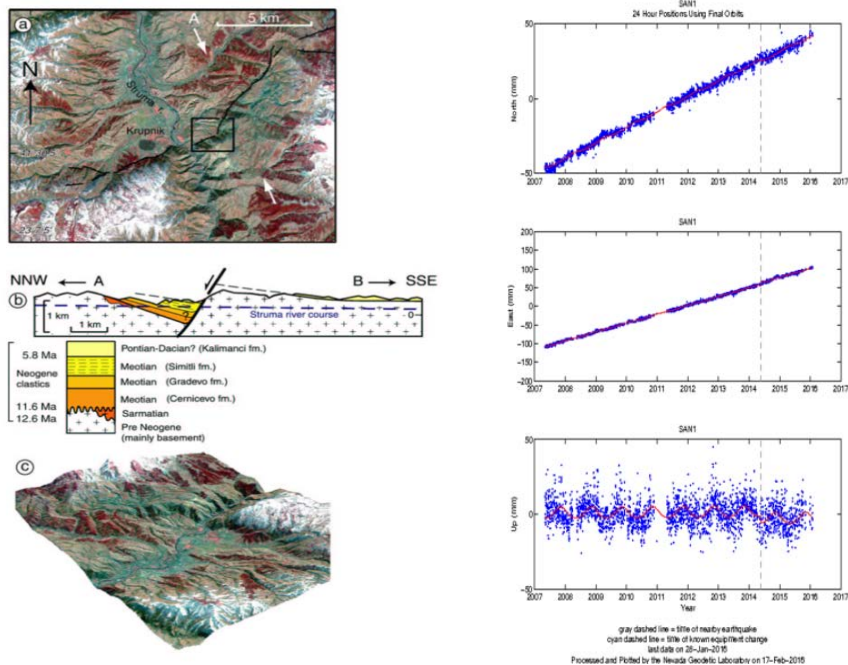 a
A
5 km
N
Struma
Krupnik
NNW
A
B
SSE
b
1 km
1 km
?
Struma river course
0
5.8 Ma
Neogene
clastics
11.6 Ma
12.6 Ma
Pontian-Dacian? (Kalimanci fm.)
Meotian (Simitli fm.)
Meotian (Gradevo fm.)
Meotian (Cernicevo fm.)
Sarmatian
Pre Neogene
(mainly basement)
c
SAN1
24 Hour Positions Using Final Orbits
North (mm)
50
0
-50
2007 2008 2009 2010 2011 2012 2013 2014 2015 2016 2017
SAN1
East (mm)
200
150
100
50
0
-50
-100
-150
-200
2007 2008 2009 2010 2011 2012 2013 2014 2015 2016 2017
SAN1
Up (mm)
50
0
-50
2007 2008 2009 2010 2011 2012 2013 2014 2015 2016 2017
Year
gray dashed line = time of nearby earthquake
cyan dashed line = time of known equipment change
last data on 28-Jan-2016
Processed and Plotted by the Nevada Geodetic Laboratory on 17-Feb-2016